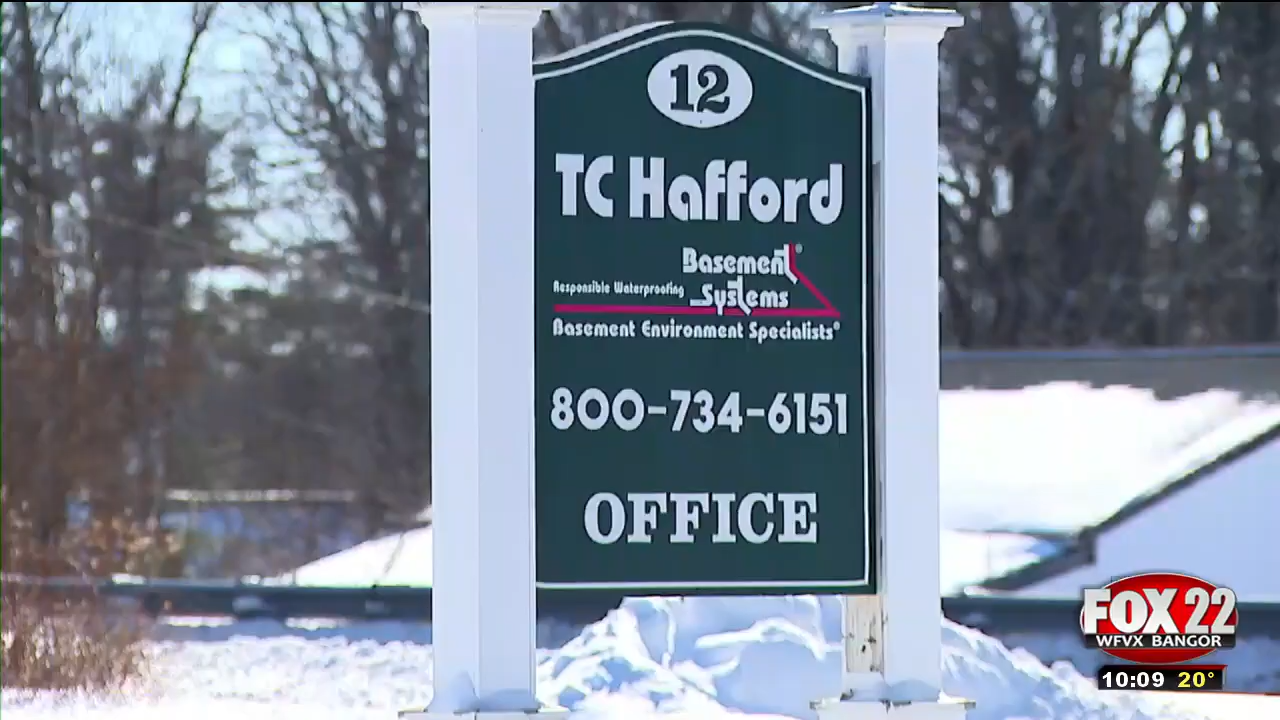 12
TC Hafford
Basement®
Responsible Waterproofing Systems
Basement Environment Specialists®
800-734-6151
OFFICE
FOX 22
WFVX BANGOR
10:09 20°